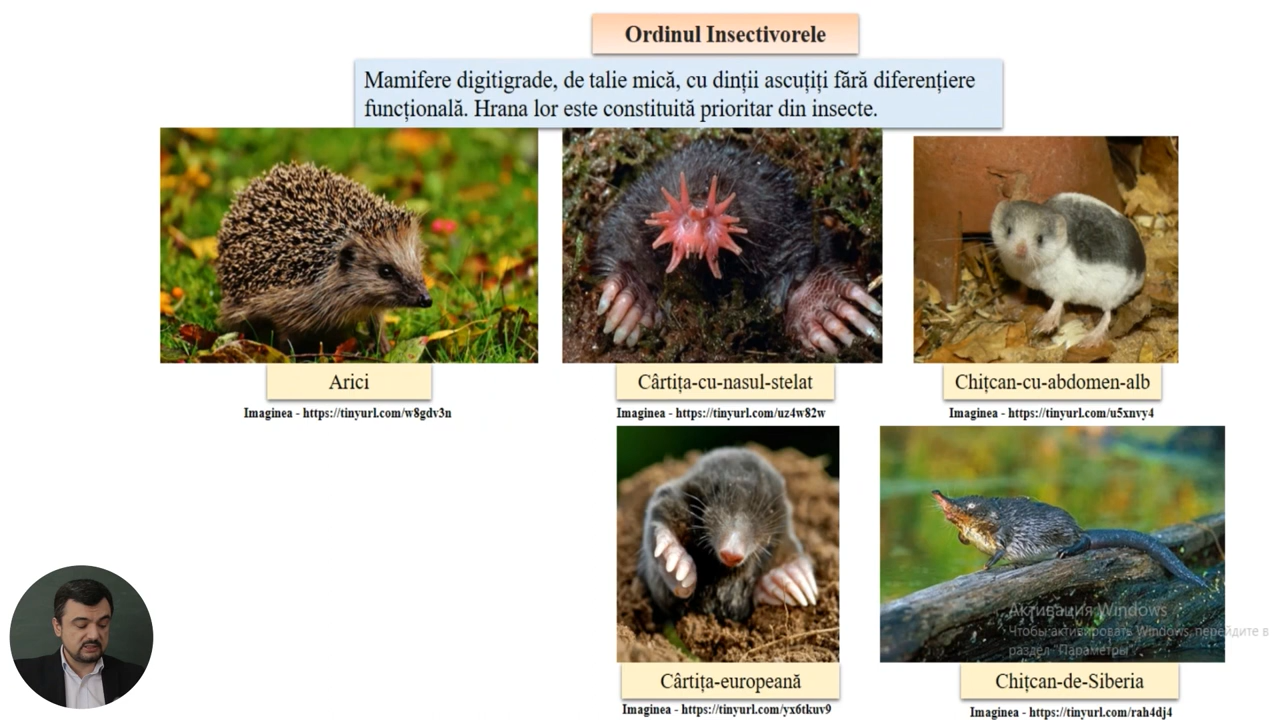 Ordinul Insectivorele
Mamifere digitigrade, de talie mică, cu dinții ascuțiți fără diferențiere
funcțională. Hrana lor este constituită prioritar din insecte.
Arici
Cârtița-cu-nasul-stelat
Chițcan-cu-abdomen-alb
Imaginea - https://tinyurl.com/w8gdv3n
Imaginea - https://tinyurl.com/uz4w82w
Imaginea - https://tinyurl.com/u5xnvy4
Активация Windows
Чтобы активировать Windows, перейдите в
раздел "Параметры".
Cârtița-europeană
Chițcan-de-Siberia
Imaginea - https://tinyurl.com/yx6tkuv9
Imaginea - https://tinyurl.com/rah4dj4